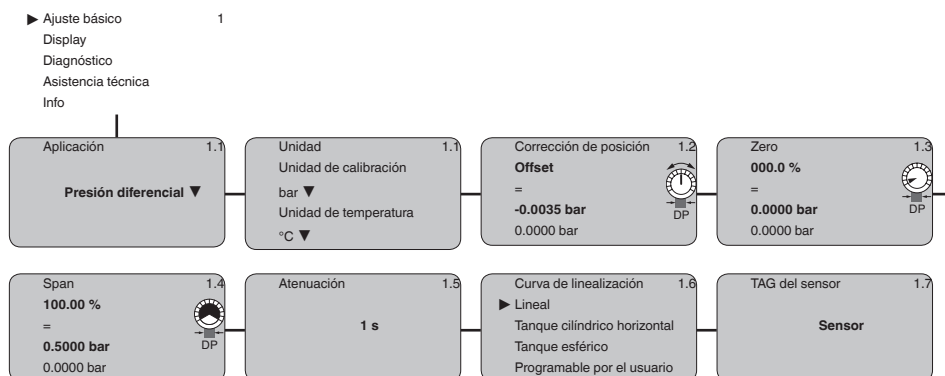 ▶ Ajuste básico 1
Display
Diagnóstico
Asistencia técnica
Info
Aplicación 1.1
Presión diferencial ▼
Unidad 1.1
Unidad de calibración
bar ▼
Unidad de temperatura
°C ▼
Corrección de posición 1.2
Offset
=
-0.0035 bar
0.0000 bar
DP
Zero 1.3
000.0 %
=
0.0000 bar
0.0000 bar
DP
Span 1.4
100.00 %
=
0.5000 bar
0.0000 bar
DP
Atenuación 1.5
1 s
Curva de linealización 1.6
▶ Lineal
Tanque cilíndrico horizontal
Tanque esférico
Programable por el usuario
TAG del sensor 1.7
Sensor